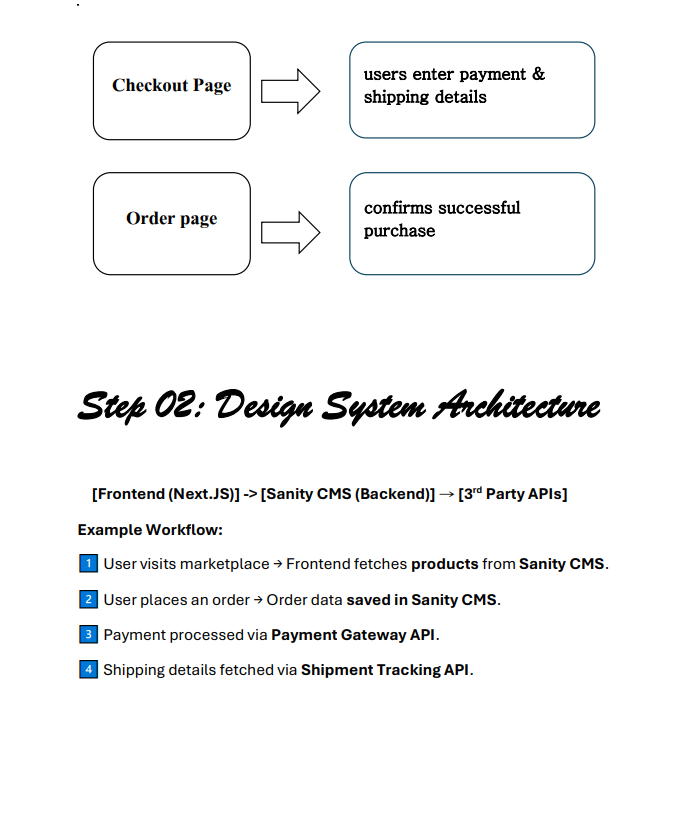 .
Checkout Page
users enter payment &
shipping details
Order page
confirms successful
purchase
Step 02: Design System Architecture
[Frontend (Next.JS)] -> [Sanity CMS (Backend)] → [3rd Party APIs]
Example Workflow:
1 User visits marketplace → Frontend fetches products from Sanity CMS.
2 User places an order → Order data saved in Sanity CMS.
3 Payment processed via Payment Gateway API.
4 Shipping details fetched via Shipment Tracking API.